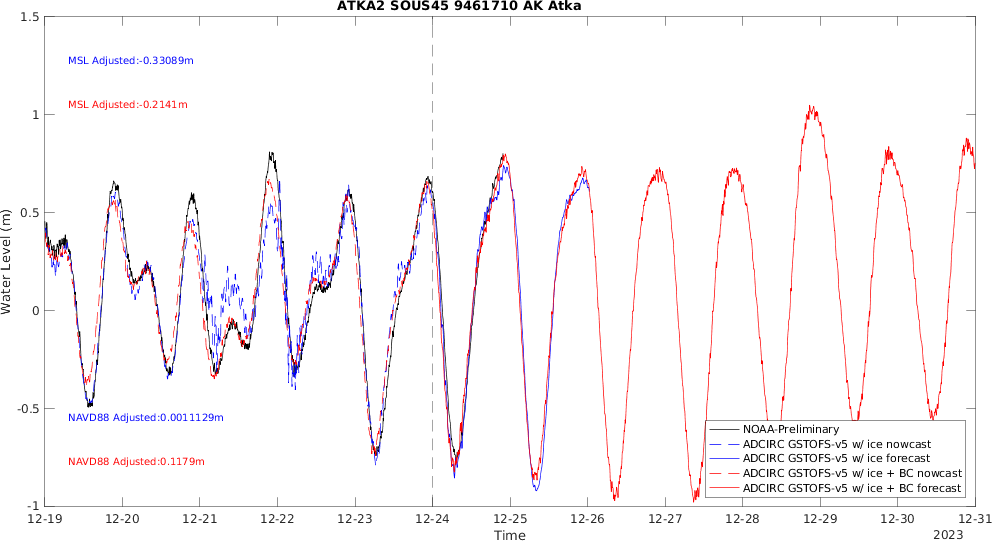 ATKA2 SOUS45 9461710 AK Atka
1.5
1
0.5
0
-0.5
-1
Water Level (m)
MSL Adjusted:-0.33089m
MSL Adjusted:-0.2141m
NAVD88 Adjusted:0.0011129m
NAVD88 Adjusted:0.1179m
NOAA-Preliminary
ADCIRC GSTOFS-v5 w/ ice nowcast
ADCIRC GSTOFS-v5 w/ ice forecast
ADCIRC GSTOFS-v5 w/ ice + BC nowcast
ADCIRC GSTOFS-v5 w/ ice + BC forecast
12-19 12-20 12-21 12-22 12-23 12-24 12-25 12-26 12-27 12-28 12-29 12-30 12-31
Time
2023